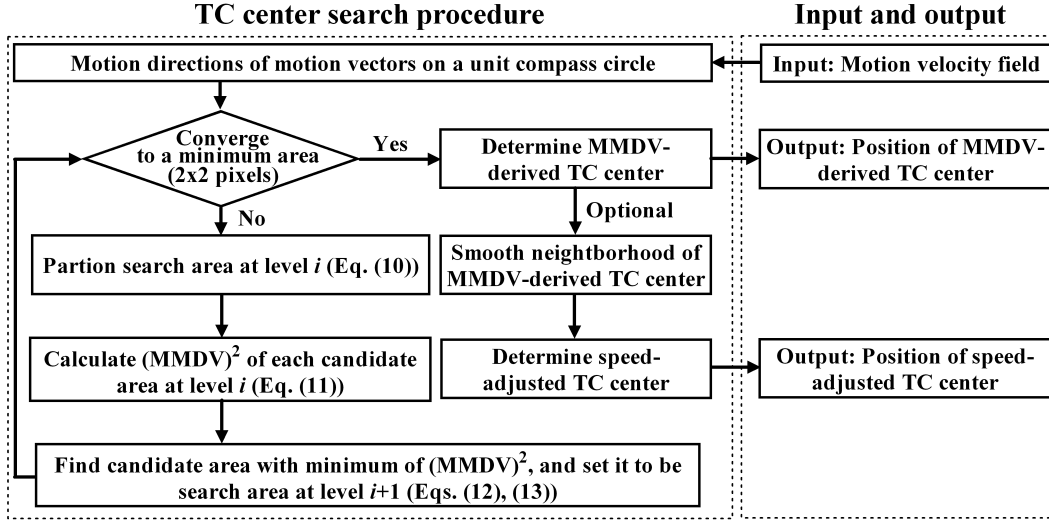 TC center search procedure
Input and output
Motion directions of motion vectors on a unit compass circle
Input: Motion velocity field
Converge
to a minimum area
(2x2 pixels)
Yes
Determine MMDV-
derived TC center
Output: Position of MMDV-
derived TC center
No
Optional
Partion search area at level i (Eq. (10))
Smooth neightborhood of
MMDV-derived TC center
Calculate (MMDV)² of each candidate
area at level i (Eq. (11))
Determine speed-
adjusted TC center
Output: Position of speed-
adjusted TC center
Find candidate area with minimum of (MMDV)², and set it to be
search area at level i+1 (Eqs. (12), (13))